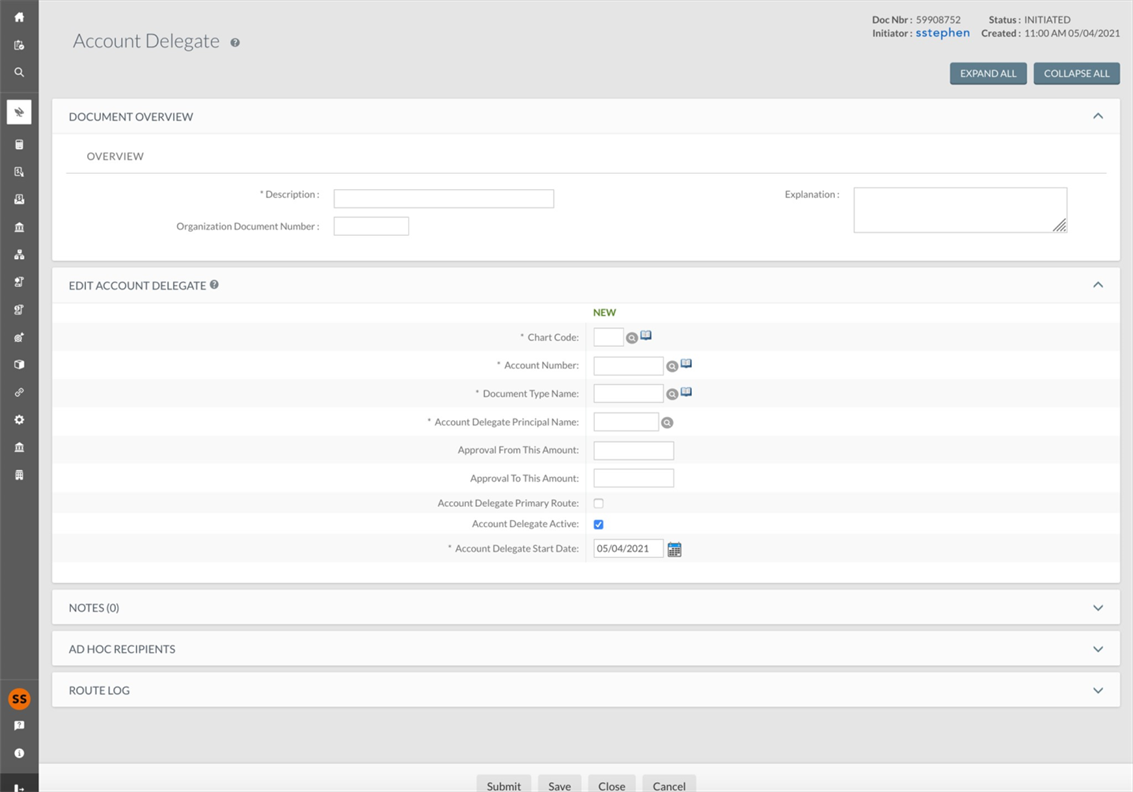 Doc Nbr : 59908752 Status : INITIATED
Initiator : sstephen Created : 11:00 AM 05/04/2021
Account Delegate
EXPAND ALL COLLAPSE ALL
DOCUMENT OVERVIEW
OVERVIEW
* Description :
Explanation :
Organization Document Number :
EDIT ACCOUNT DELEGATE
NEW
* Chart Code:
* Account Number:
* Document Type Name:
* Account Delegate Principal Name:
Approval From This Amount:
Approval To This Amount:
Account Delegate Primary Route:
Account Delegate Active:
* Account Delegate Start Date: 05/04/2021
NOTES (0)
AD HOC RECIPIENTS
ROUTE LOG
SS
Submit Save Close Cancel